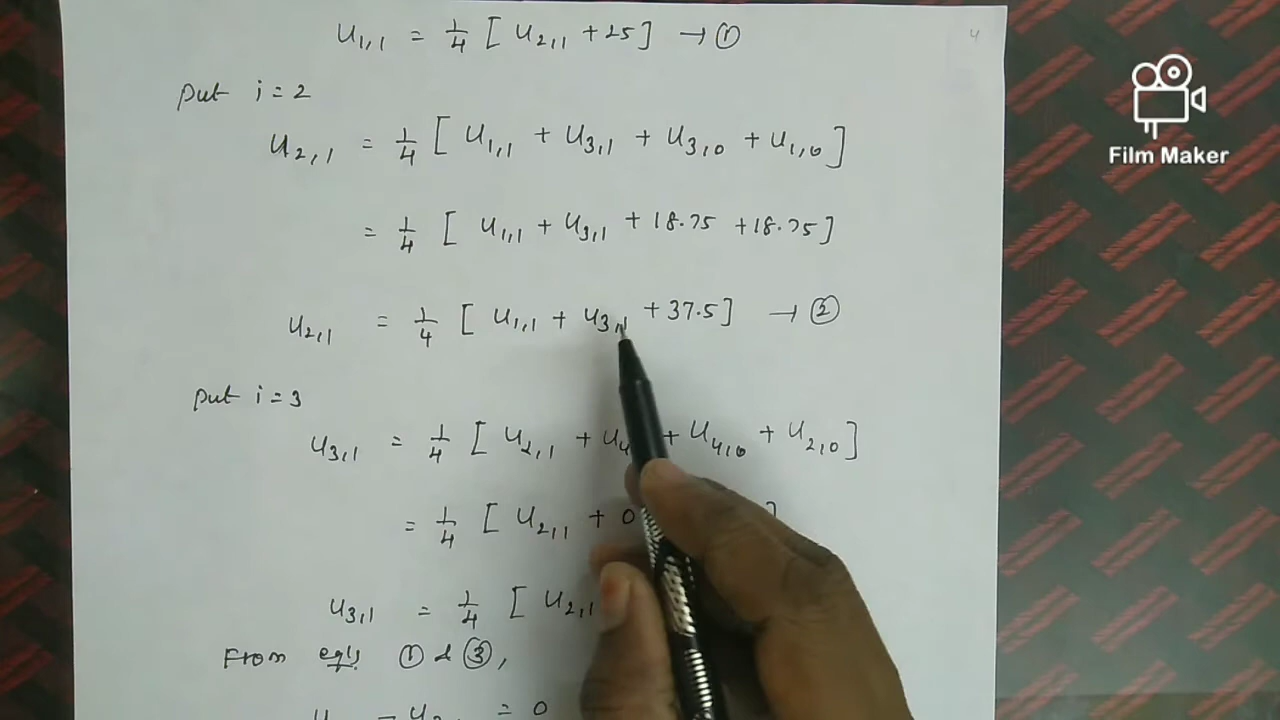 u₁,₁ = 1/4 [ u₂,₁ + 25 ] → ①
4
put i = 2
u₂,₁ = 1/4 [ u₁,₁ + u₃,₁ + u₃,₀ + u₁,₀ ]
= 1/4 [ u₁,₁ + u₃,₁ + 18.75 + 18.75 ]
u₂,₁ = 1/4 [ u₁,₁ + u₃,₁ + 37.5 ] → ②
put i = 3
u₃,₁ = 1/4 [ u₂,₁ + u₄ + u₄,₀ + u₂,₀ ]
= 1/4 [ u₂,₁ + 0 ]
u₃,₁ = 1/4 [ u₂,₁
From eqs ① & ③,
u - u = 0
Film Maker